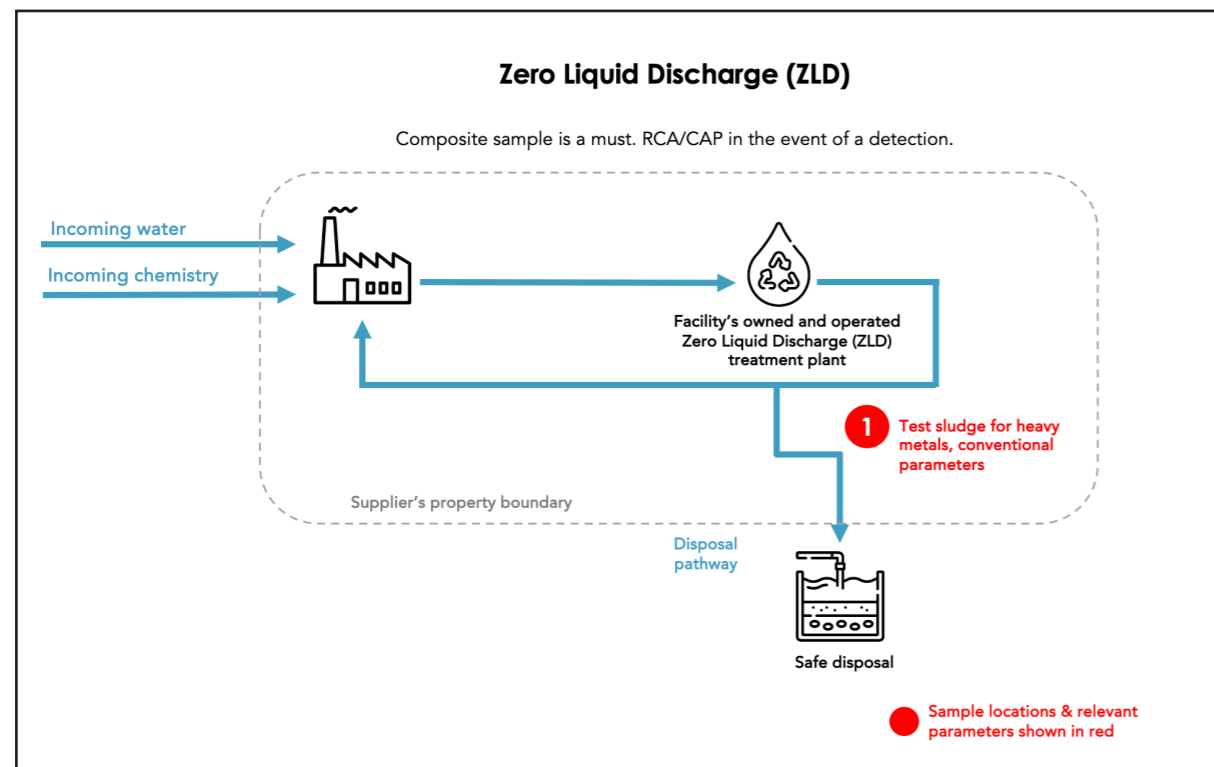 Zero Liquid Discharge (ZLD)
Composite sample is a must. RCA/CAP in the event of a detection.
Incoming water
Incoming chemistry
Facility's owned and operated
Zero Liquid Discharge (ZLD)
treatment plant
1
Test sludge for heavy
metals, conventional
parameters
Supplier's property boundary
Disposal
pathway
Safe disposal
Sample locations & relevant
parameters shown in red